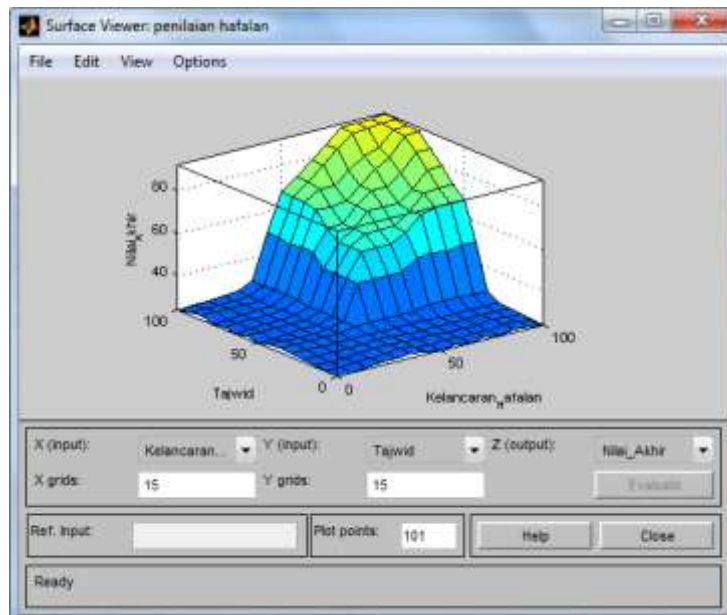 Surface Viewer: penilaian hafalan
File Edit View Options
80
60
40
Nilai_Akhir
100
50
0
Tajwid
0
50
100
Kelancaran_Hafalan
X (input): Kelancaran... Y (input): Tajwid Z (output): Nilai_Akhir
X grids: 15 Y grids: 15 Evaluate
Ref. Input: Plot points: 101 Help Close
Ready